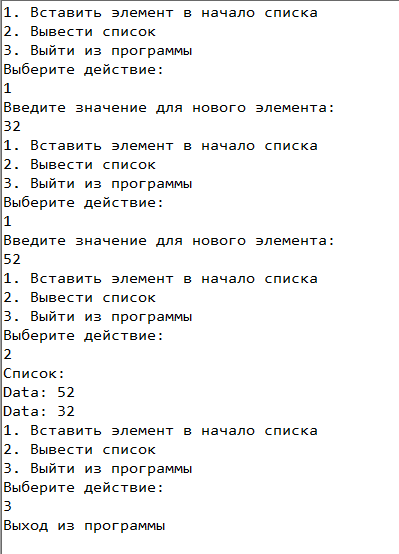 1. Вставить элемент в начало списка
2. Вывести список
3. Выйти из программы
Выберите действие:
1
Введите значение для нового элемента:
32
1. Вставить элемент в начало списка
2. Вывести список
3. Выйти из программы
Выберите действие:
1
Введите значение для нового элемента:
52
1. Вставить элемент в начало списка
2. Вывести список
3. Выйти из программы
Выберите действие:
2
Список:
Data: 52
Data: 32
1. Вставить элемент в начало списка
2. Вывести список
3. Выйти из программы
Выберите действие:
3
Выход из программы